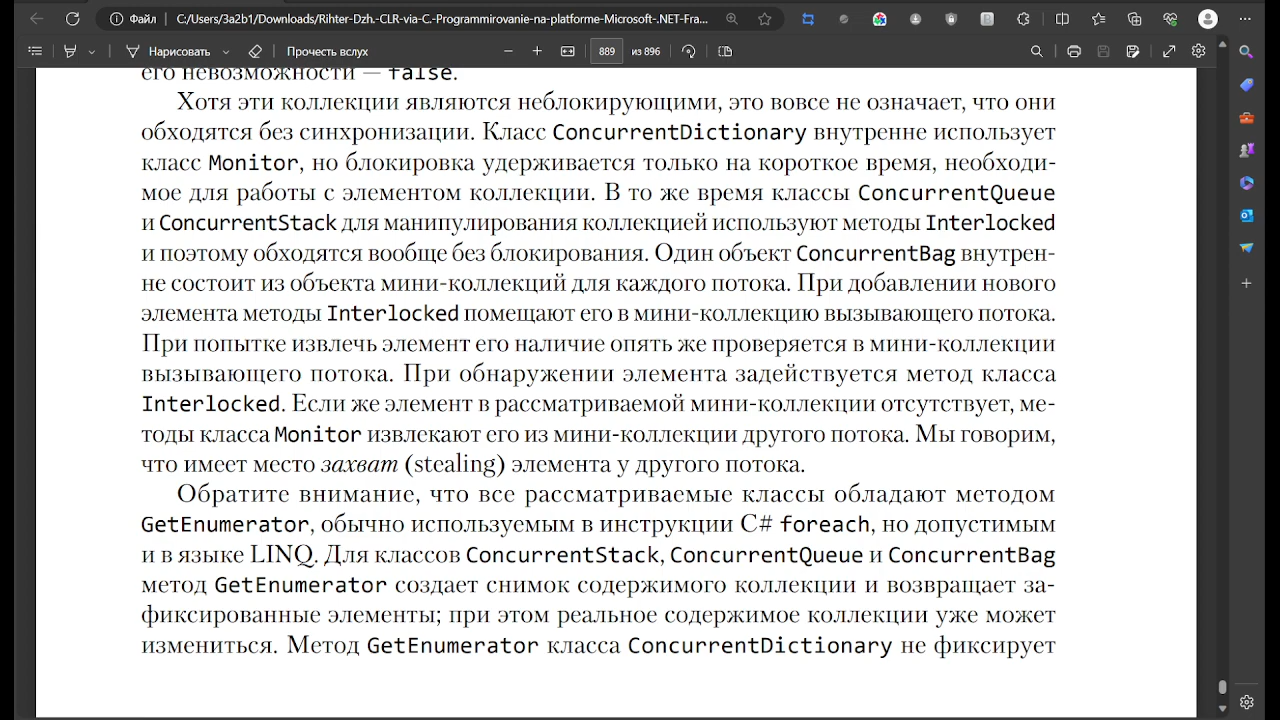 Файл
C:/Users/3a2b1/Downloads/Rihter-Dzh.-CLR-via-C.-Programmirovanie-na-platforme-Microsoft-.NET-Fra...
Нарисовать
Прочесть вслух
889 из 896
его невозможности — false.
Хотя эти коллекции являются неблокирующими, это вовсе не означает, что они
обходятся без синхронизации. Класс ConcurrentDictionary внутренне использует
класс Monitor, но блокировка удерживается только на короткое время, необходи-
мое для работы с элементом коллекции. В то же время классы ConcurrentQueue
и ConcurrentStack для манипулирования коллекцией используют методы Interlocked
и поэтому обходятся вообще без блокирования. Один объект ConcurrentBag внутрен-
не состоит из объекта мини-коллекций для каждого потока. При добавлении нового
элемента методы Interlocked помещают его в мини-коллекцию вызывающего потока.
При попытке извлечь элемент его наличие опять же проверяется в мини-коллекции
вызывающего потока. При обнаружении элемента задействуется метод класса
Interlocked. Если же элемент в рассматриваемой мини-коллекции отсутствует, ме-
тоды класса Monitor извлекают его из мини-коллекции другого потока. Мы говорим,
что имеет место захват (stealing) элемента у другого потока.
Обратите внимание, что все рассматриваемые классы обладают методом
GetEnumerator, обычно используемым в инструкции C# foreach, но допустимым
и в языке LINQ. Для классов ConcurrentStack, ConcurrentQueue и ConcurrentBag
метод GetEnumerator создает снимок содержимого коллекции и возвращает за-
фиксированные элементы; при этом реальное содержимое коллекции уже может
измениться. Метод GetEnumerator класса ConcurrentDictionary не фиксирует